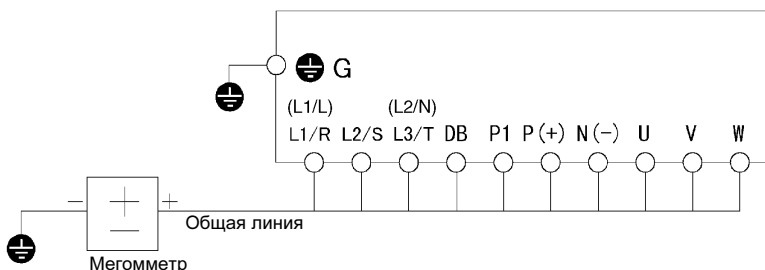 G
(L1/L) (L2/N)
L1/R L2/S L3/T DB P1 P(+) N(-) U V W
− + − +
Общая линия
Мегомметр